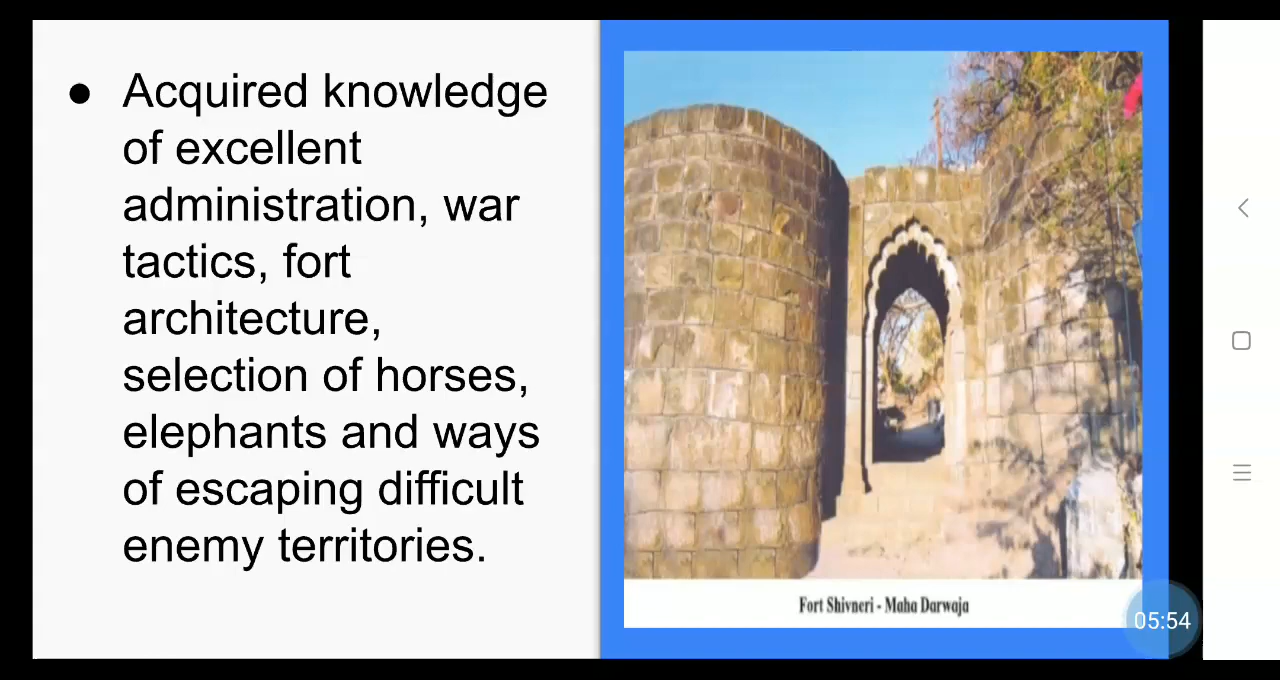 ● Acquired knowledge
of excellent
administration, war
tactics, fort
architecture,
selection of horses,
elephants and ways
of escaping difficult
enemy territories.
Fort Shivneri - Maha Darwaja
05:54